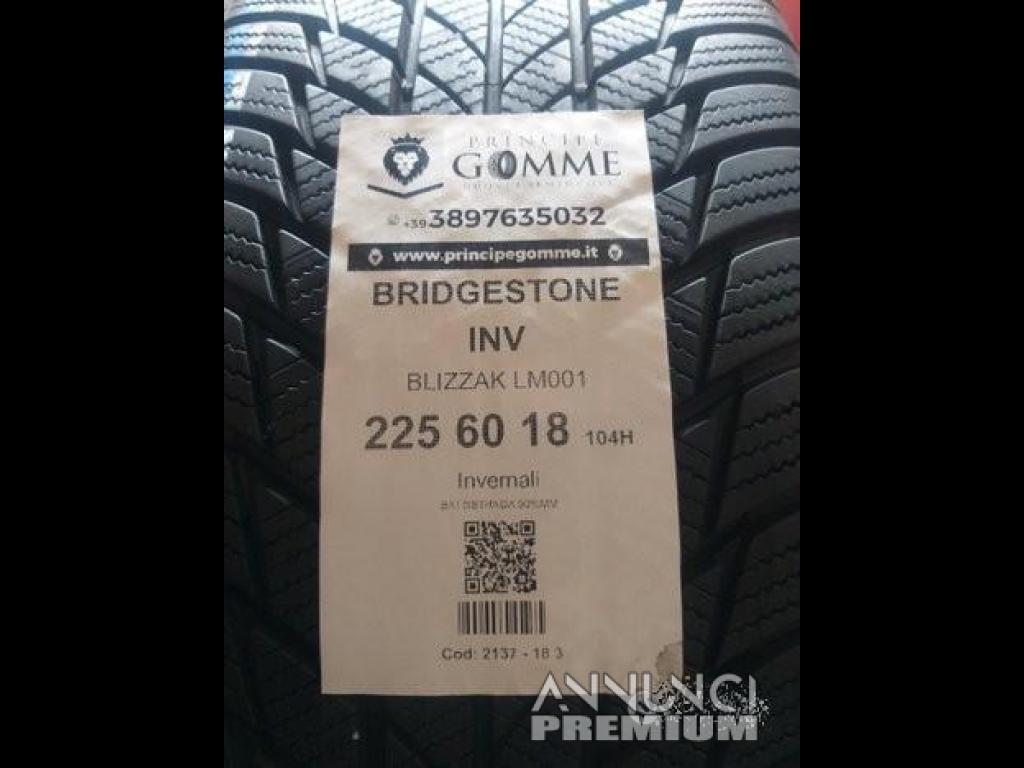 PRINCIPE
GOMME
+39 3897635032
www.principegomme.it
BRIDGESTONE
INV
BLIZZAK LM001
225 60 18 104H
Invernali
BATTISTRADA
Cod: 2137 - 18 3
ANNUNCI
PREMIUM